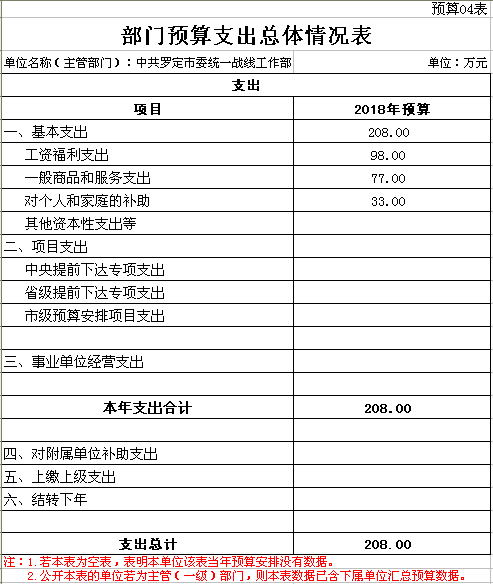 预算04表
部门预算支出总体情况表
单位名称（主管部门）：中共罗定市委统一战线工作部 单位：万元
支出
项目 2018年预算
一、基本支出 208.00
工资福利支出 98.00
一般商品和服务支出 77.00
对个人和家庭的补助 33.00
其他资本性支出等
二、项目支出
中央提前下达专项支出
省级提前下达专项支出
市级预算安排项目支出
三、事业单位经营支出
本年支出合计 208.00
四、对附属单位补助支出
五、上缴上级支出
六、结转下年
支出总计 208.00
注：1.若本表为空表，表明本单位该表当年预算安排没有数据。
2.公开本表的单位若为主管（一级）部门，则本表数据已含下属单位汇总预算数据。